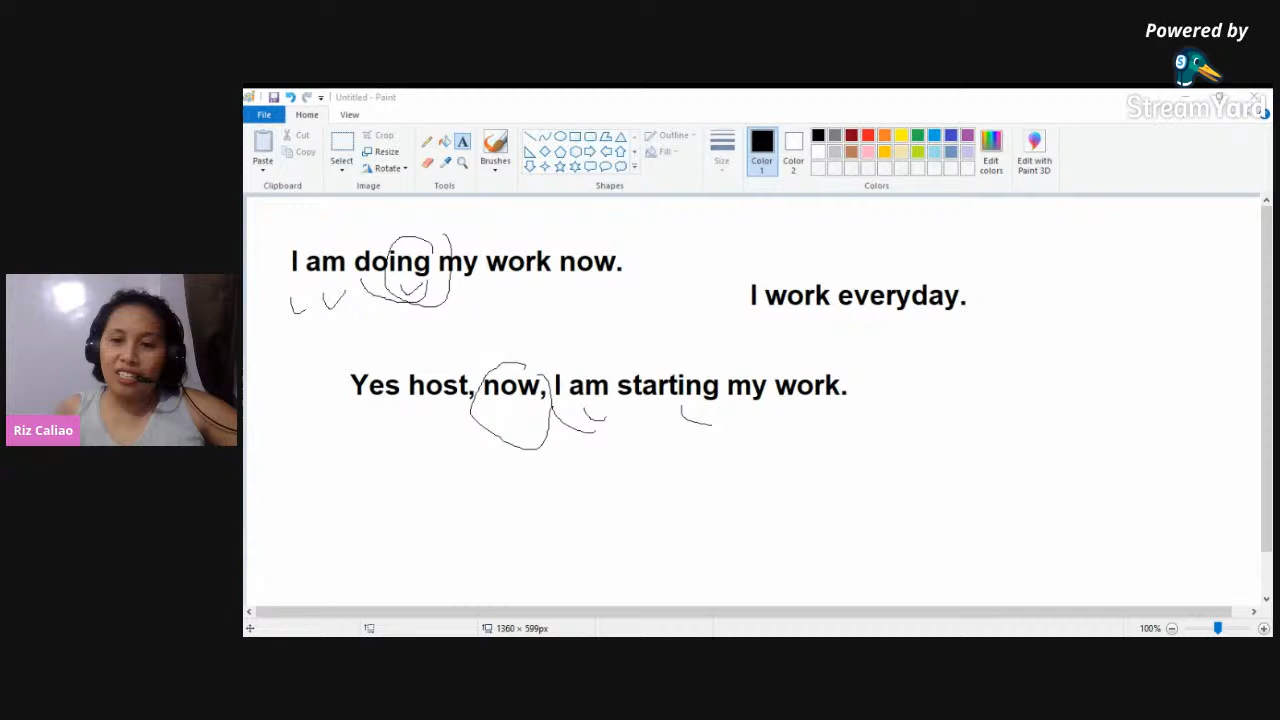 Powered by
StreamYard
Untitled - Paint
File Home View
Paste
Cut
Copy
Clipboard
Select
Crop
Resize
Rotate
Image
Tools
Brushes
Shapes
Outline
Fill
Size
Color 1
Color 2
Colors
Edit colors
Edit with Paint 3D
I am doing my work now.
I work everyday.
Yes host, now, I am starting my work.
Riz Caliao
1360 × 599px
100%